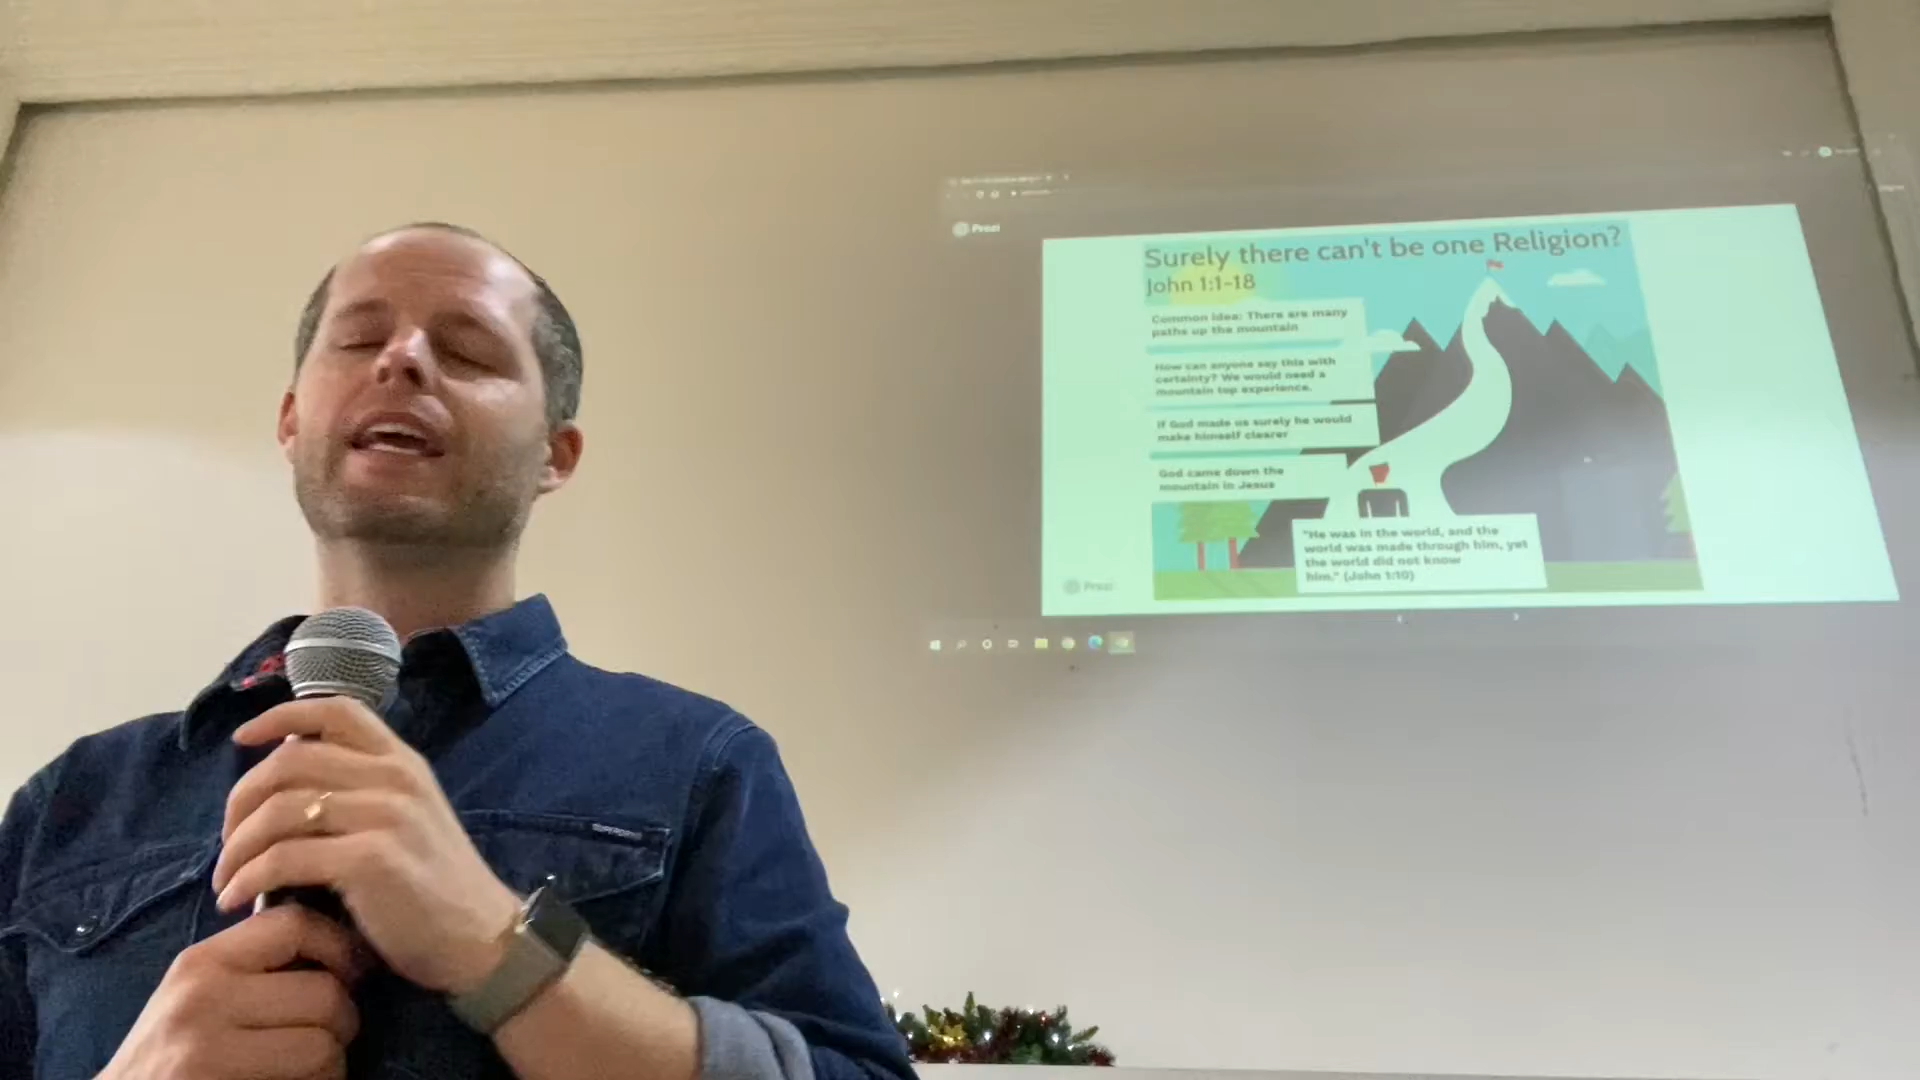 Prezi
Surely there can't be one Religion?
John 1:1-18
Common idea: There are many
paths up the mountain
How can anyone say this with
certainty? We would need a
mountain top experience.
If God made us surely he would
make himself clearer
God came down the
mountain in Jesus
"He was in the world, and the
world was made through him, yet
the world did not know
him." (John 1:10)
Prezi